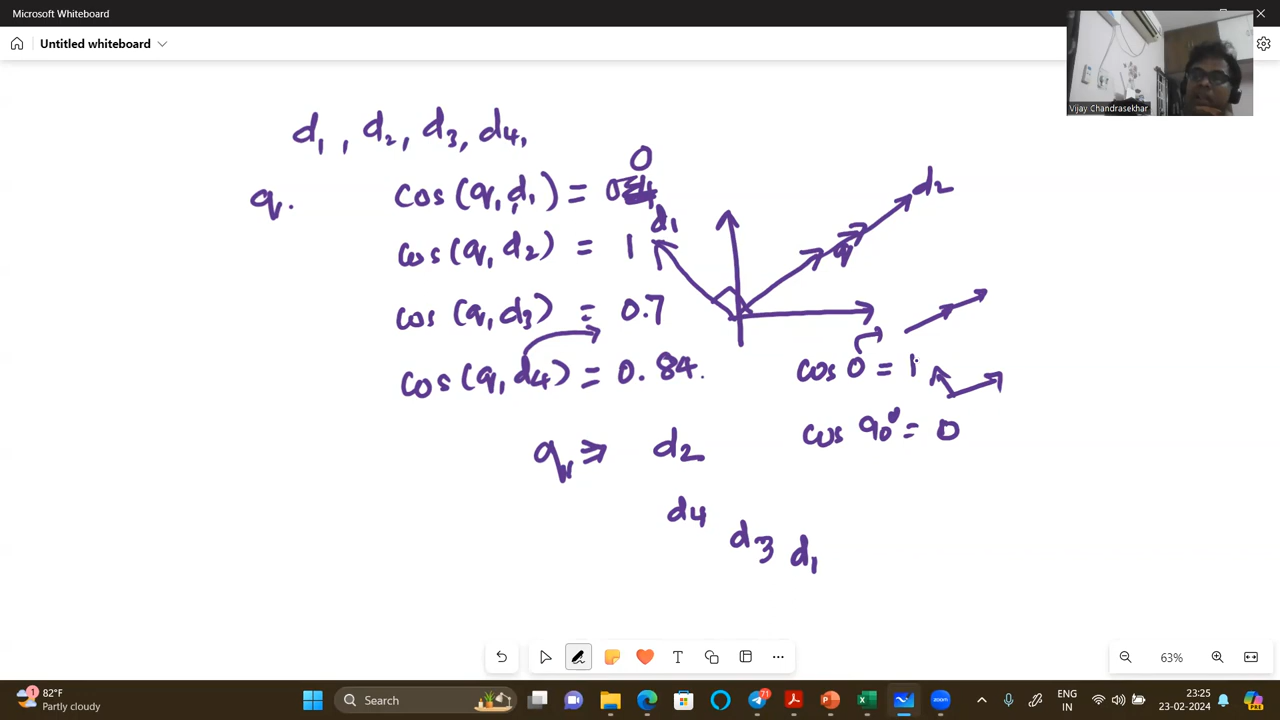 Microsoft Whiteboard
Untitled whiteboard
Vijay Chandrasekhar
d1, d2, d3, d4,
q.
cos (q, d1) = 0
cos (q, d2) = 1
cos (q, d3) = 0.7
cos (q, d4) = 0.84.
d1
d2
q
cos 0 = 1
cos 90° = 0
q ⇒ d2
d4
d3 d1
63%
1
82°F
Partly cloudy
Search
71
ENG
IN
23:25
23-02-2024